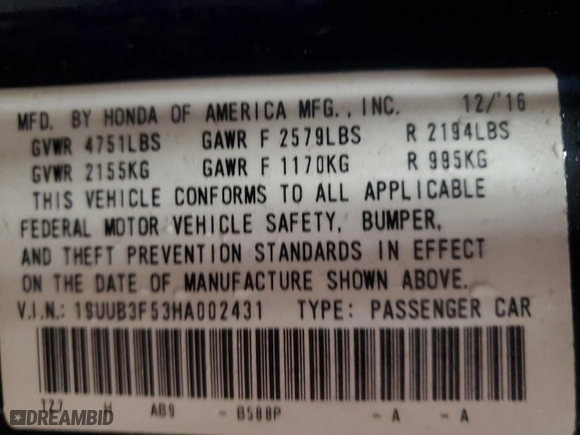 MFD. BY HONDA OF AMERICA MFG., INC. 12/'16
GVWR 4751LBS GAWR F 2579LBS R 2194LBS
GVWR 2155KG GAWR F 1170KG R 995KG
THIS VEHICLE CONFORMS TO ALL APPLICABLE
FEDERAL MOTOR VEHICLE SAFETY, BUMPER,
AND THEFT PREVENTION STANDARDS IN EFFECT
ON THE DATE OF MANUFACTURE SHOWN ABOVE.
V.I.N.: 19UUB3F53HA002431 TYPE: PASSENGER CAR
TZ7 H AB9 - B588P - A - A
DREAMBID